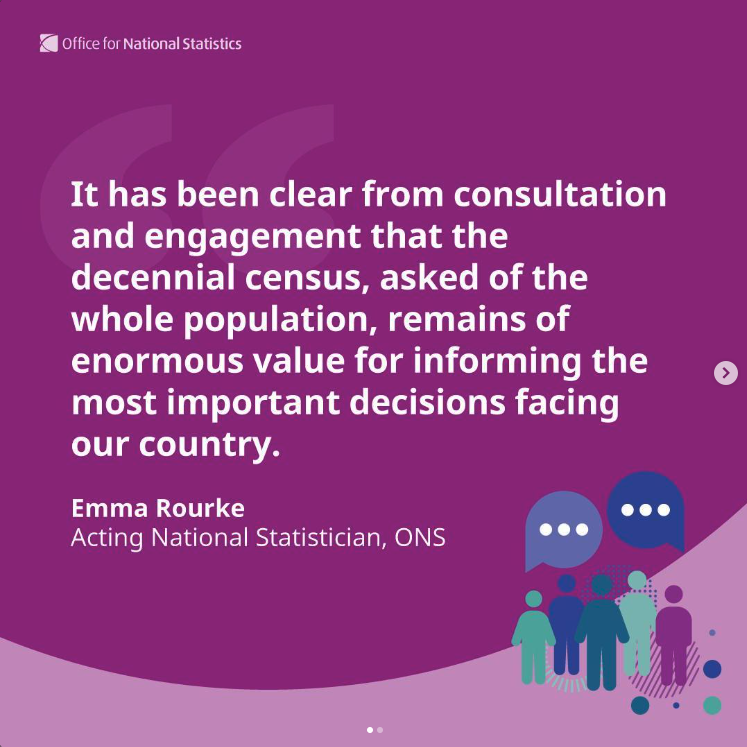 Office for National Statistics
It has been clear from consultation
and engagement that the
decennial census, asked of the
whole population, remains of
enormous value for informing the
most important decisions facing
our country.
Emma Rourke
Acting National Statistician, ONS